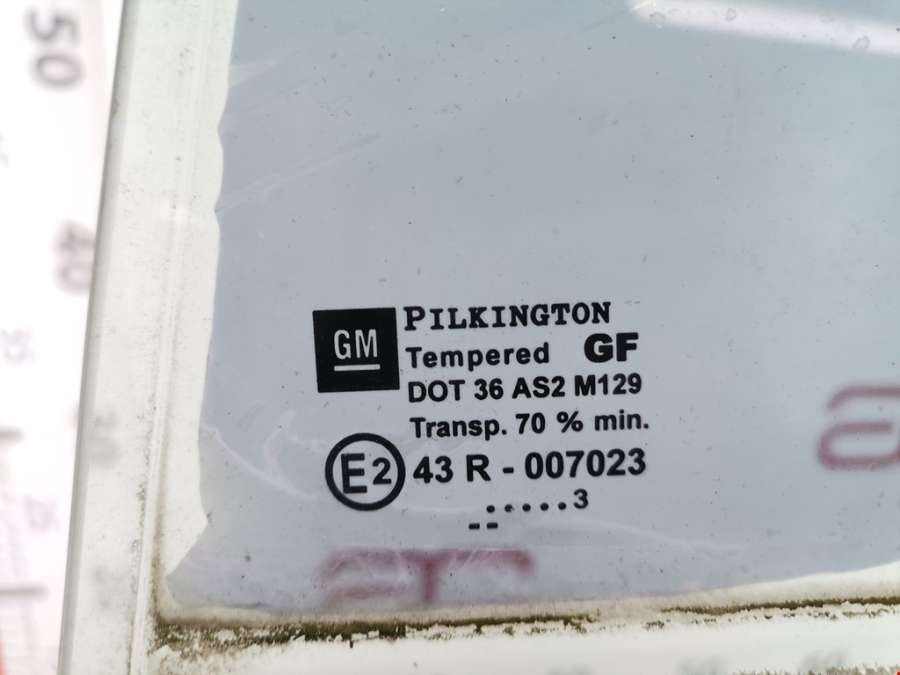 50
40
GM
PILKINGTON
Tempered GF
DOT 36 AS2 M129
Transp. 70 % min.
E2 43 R - 007023
......3
--